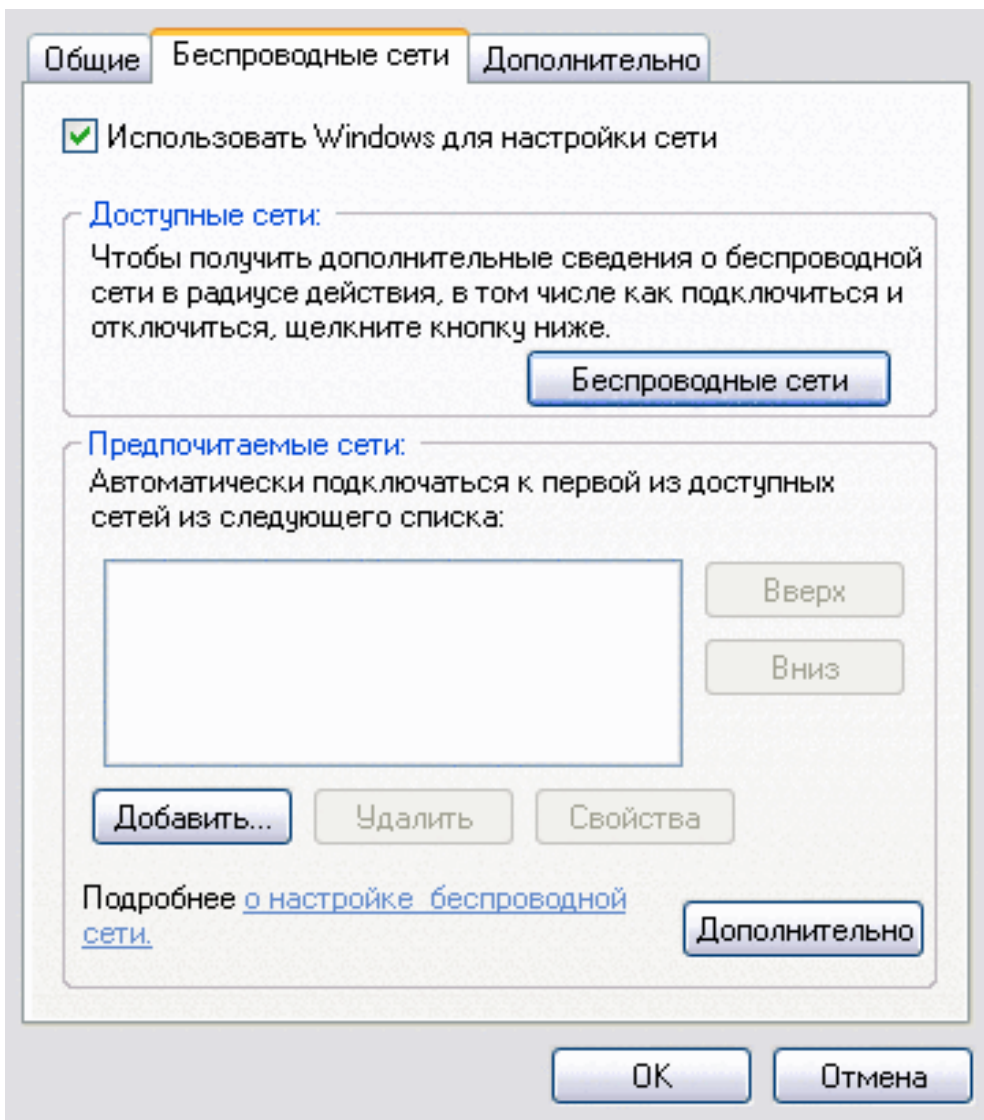 Общие Беспроводные сети Дополнительно
Использовать Windows для настройки сети
Доступные сети:
Чтобы получить дополнительные сведения о беспроводной
сети в радиусе действия, в том числе как подключиться и
отключиться, щелкните кнопку ниже.
Беспроводные сети
Предпочитаемые сети:
Автоматически подключаться к первой из доступных
сетей из следующего списка:
Вверх
Вниз
Добавить... Удалить Свойства
Подробнее о настройке беспроводной
сети.
Дополнительно
OK Отмена